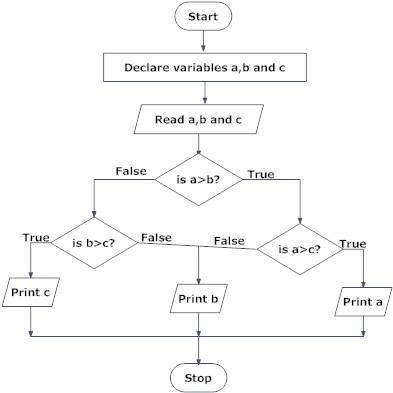 Start
Declare variables a,b and c
Read a,b and c
is a>b?
False
True
is b>c?
is a>c?
True
False
False
True
Print c
Print b
Print a
Stop